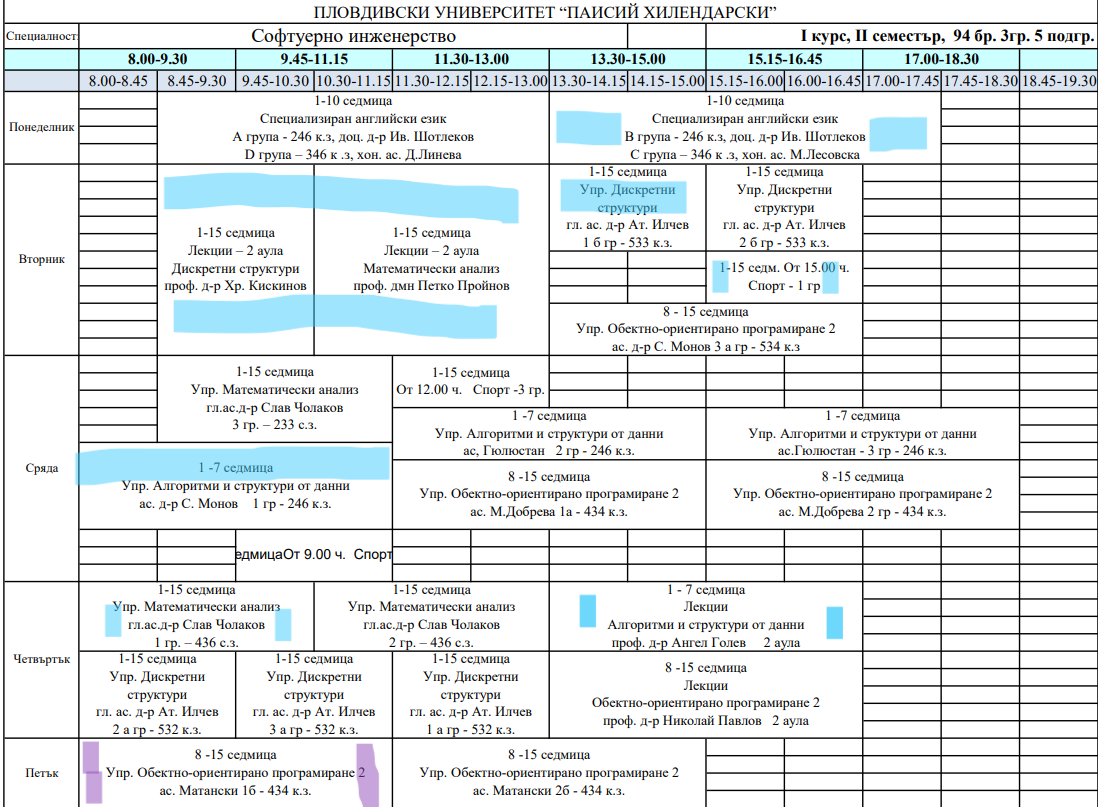 ПЛОВДИВСКИ УНИВЕРСИТЕТ “ПАИСИЙ ХИЛЕНДАРСКИ”
Специалност: Софтуерно инженерство I курс, II семестър, 94 бр. 3гр. 5 подгр.
8.00-9.30 9.45-11.15 11.30-13.00 13.30-15.00 15.15-16.45 17.00-18.30
8.00-8.45 8.45-9.30 9.45-10.30 10.30-11.15 11.30-12.15 12.15-13.00 13.30-14.15 14.15-15.00 15.15-16.00 16.00-16.45 17.00-17.45 17.45-18.30 18.45-19.30
Понеделник
1-10 седмица
Специализиран английски език
А група - 246 к.з, доц. д-р Ив. Шотлеков
D група – 346 к .з, хон. ас. Д.Линева
1-10 седмица
Специализиран английски език
В група - 246 к.з, доц. д-р Ив. Шотлеков
С група – 346 к .з, хон. ас. М.Лесовска
Вторник
1-15 седмица
Лекции – 2 аула
Дискретни структури
проф. д-р Хр. Кискинов
1-15 седмица
Лекции – 2 аула
Математически анализ
проф. дмн Петко Пройнов
1-15 седмица
Упр. Дискретни
структури
гл. ас. д-р Ат. Илчев
1 б гр - 533 к.з.
1-15 седмица
Упр. Дискретни
структури
гл. ас. д-р Ат. Илчев
2 б гр - 533 к.з.
1-15 седм. От 15.00 ч.
Спорт - 1 гр
8 - 15 седмица
Упр. Обектно-ориентирано програмиране 2
ас. д-р С. Монов 3 а гр - 534 к.з
Сряда
1-15 седмица
Упр. Математически анализ
гл.ас.д-р Слав Чолаков
3 гр. – 233 с.з.
1-15 седмица
От 12.00 ч. Спорт -3 гр.
1 -7 седмица
Упр. Алгоритми и структури от данни
ас. д-р С. Монов 1 гр - 246 к.з.
1 -7 седмица
Упр. Алгоритми и структури от данни
ас, Гюлюстан 2 гр - 246 к.з.
1 -7 седмица
Упр. Алгоритми и структури от данни
ас.Гюлюстан - 3 гр - 246 к.з.
8 -15 седмица
Упр. Обектно-ориентирано програмиране 2
ас. М.Добрева 1а - 434 к.з.
8 -15 седмица
Упр. Обектно-ориентирано програмиране 2
ас. М.Добрева 2 гр - 434 к.з.
едмицаОт 9.00 ч. Спорт
Четвъртък
1-15 седмица
Упр. Математически анализ
гл.ас.д-р Слав Чолаков
1 гр. – 436 с.з.
1-15 седмица
Упр. Математически анализ
гл.ас.д-р Слав Чолаков
2 гр. – 436 с.з.
1 - 7 седмица
Лекции
Алгоритми и структури от данни
проф. д-р Ангел Голев 2 аула
1-15 седмица
Упр. Дискретни
структури
гл. ас. д-р Ат. Илчев
2 а гр - 532 к.з.
1-15 седмица
Упр. Дискретни
структури
гл. ас. д-р Ат. Илчев
3 а гр - 532 к.з.
1-15 седмица
Упр. Дискретни
структури
гл. ас. д-р Ат. Илчев
1 а гр - 532 к.з.
8 -15 седмица
Лекции
Обектно-ориентирано програмиране 2
проф. д-р Николай Павлов 2 аула
Петък
8 -15 седмица
Упр. Обектно-ориентирано програмиране 2
ас. Матански 1б - 434 к.з.
8 -15 седмица
Упр. Обектно-ориентирано програмиране 2
ас. Матански 2б - 434 к.з.